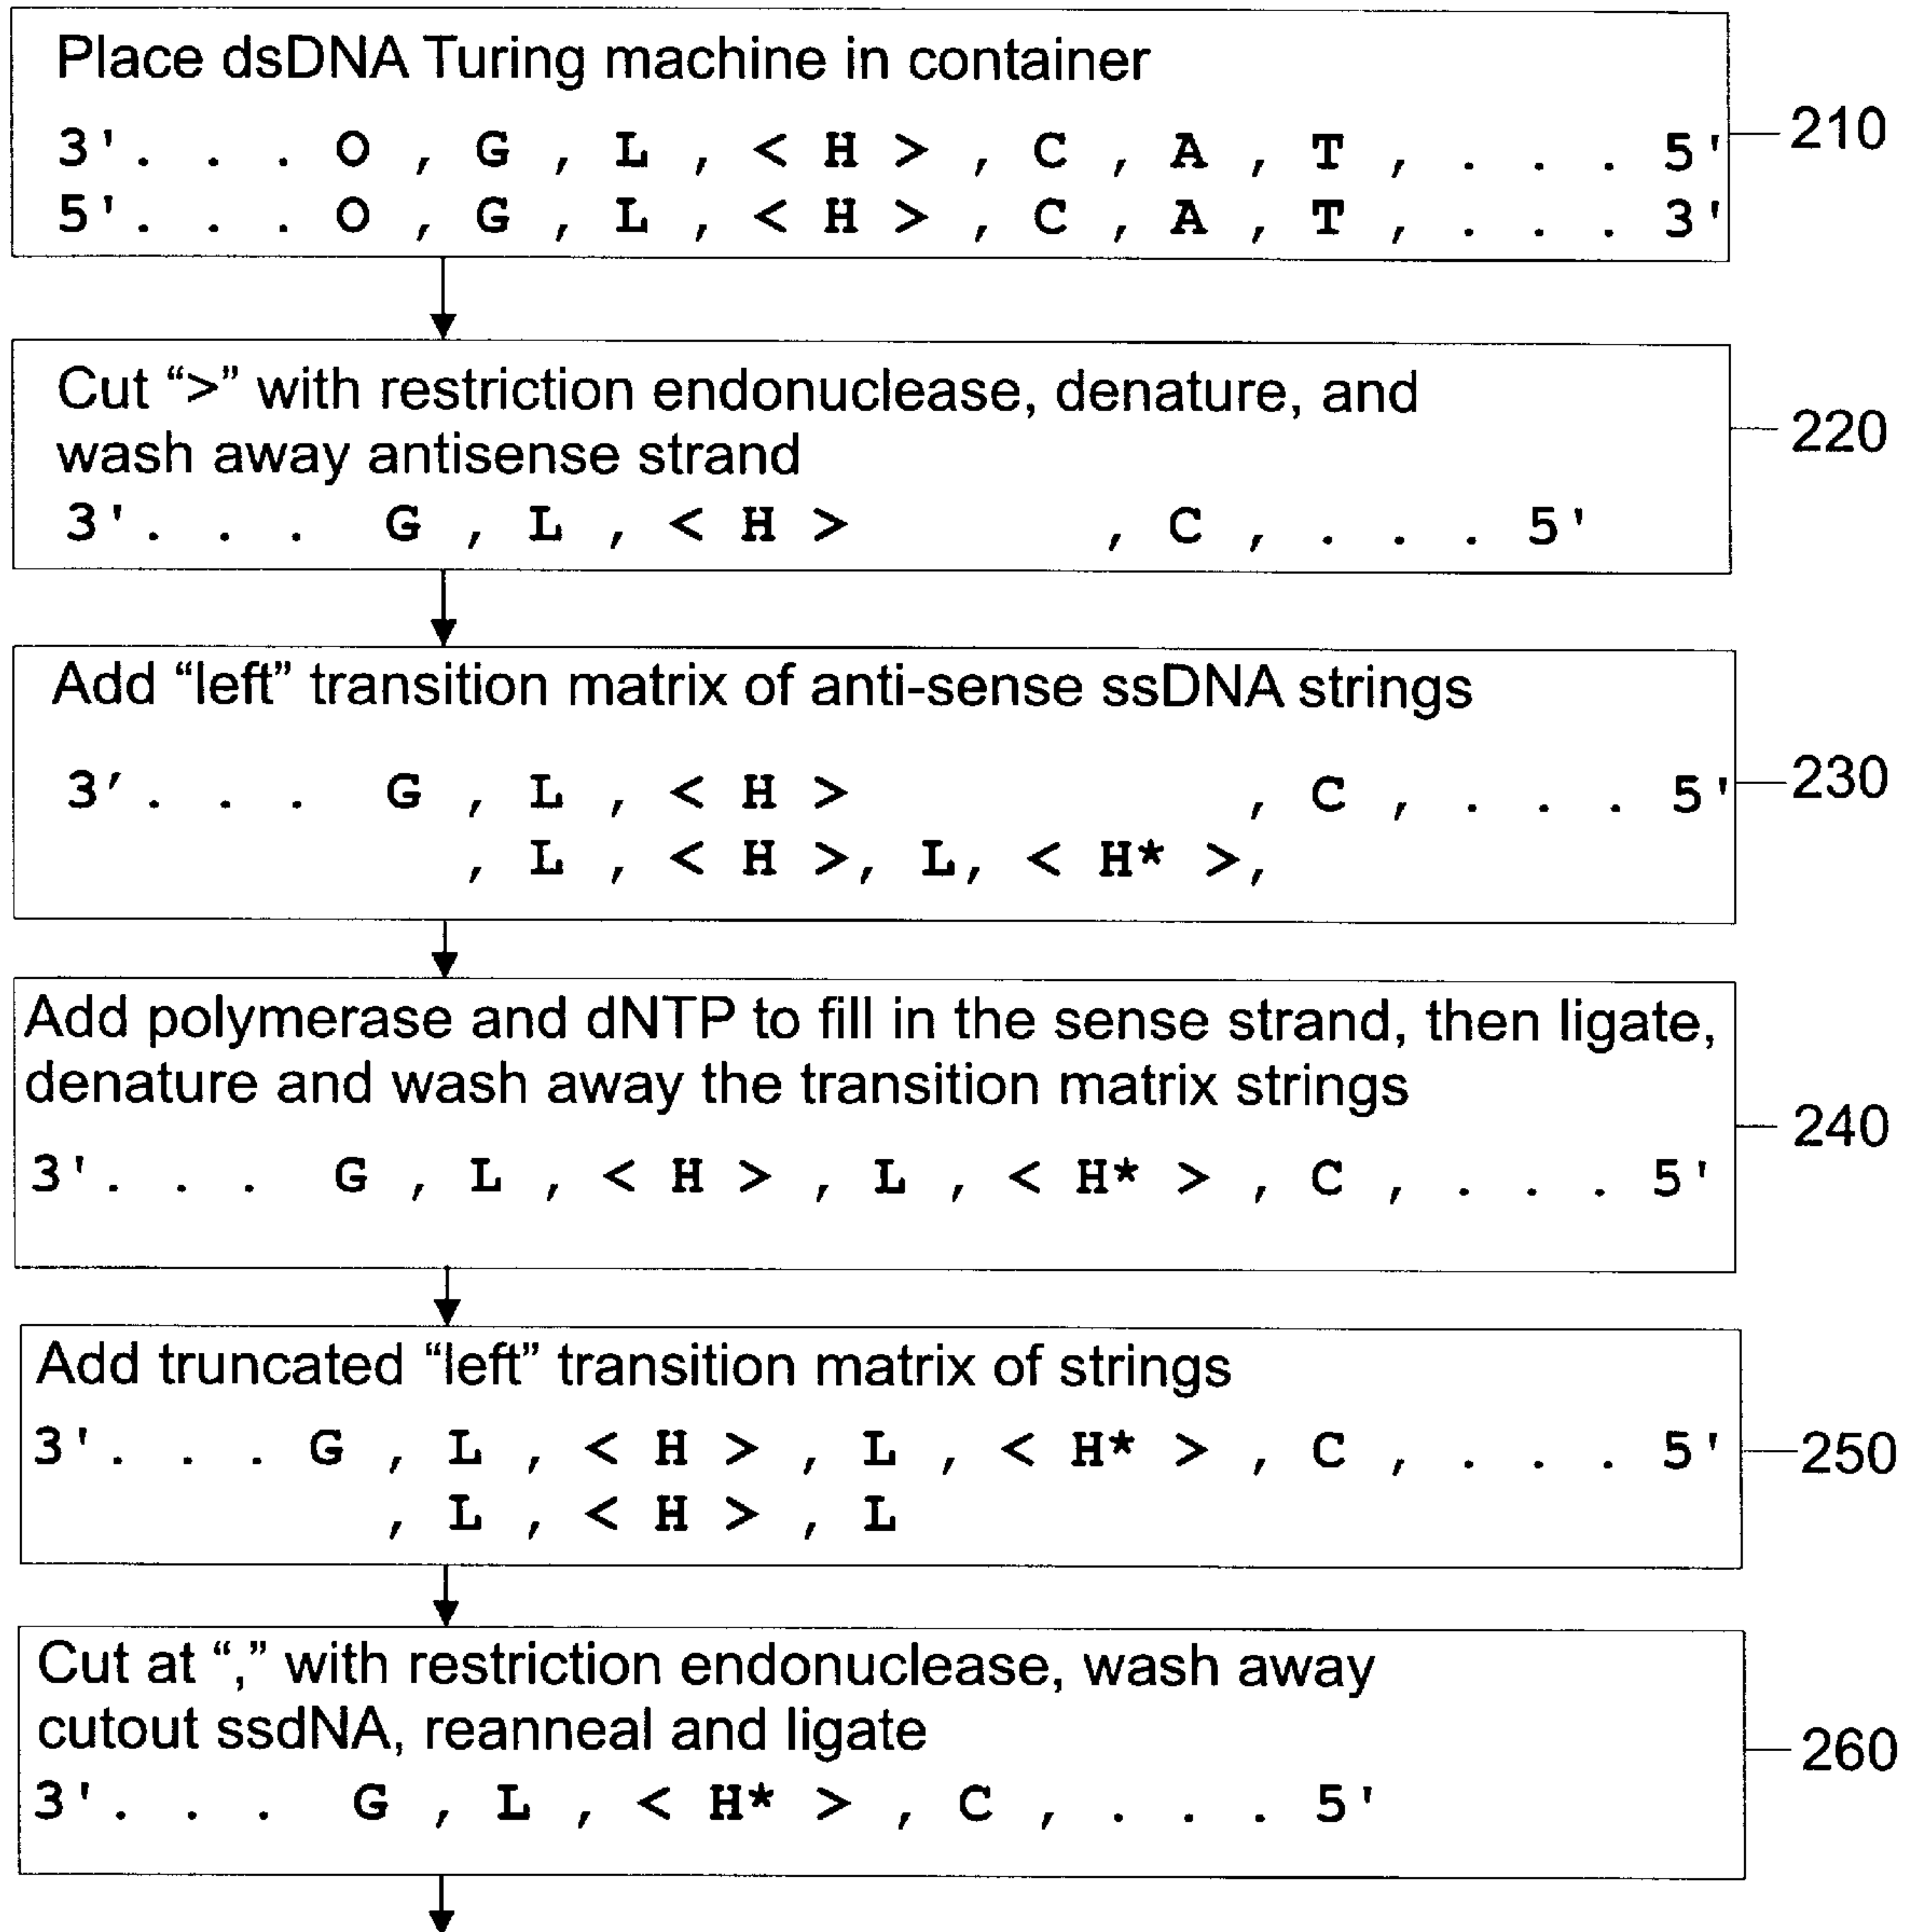 Place dsDNA Turing machine in container
3' . . . O , G , L , < H > , C , A , T , . . . 5'
5' . . . O , G , L , < H > , C , A , T , . . . 3'
210
Cut “>” with restriction endonuclease, denature, and
wash away antisense strand
3' . . . G , L , < H > , C , . . . 5'
220
Add “left” transition matrix of anti-sense ssDNA strings
3' . . . G , L , < H > , C , . . . 5'
, L , < H >, L, < H* >,
230
Add polymerase and dNTP to fill in the sense strand, then ligate,
denature and wash away the transition matrix strings
3' . . . G , L , < H > , L , < H* > , C , . . . 5'
240
Add truncated “left” transition matrix of strings
3' . . . G , L , < H > , L , < H* > , C , . . . 5'
, L , < H > , L
250
Cut at “,” with restriction endonuclease, wash away
cutout ssdNA, reanneal and ligate
3' . . . G , L , < H* > , C , . . . 5'
260